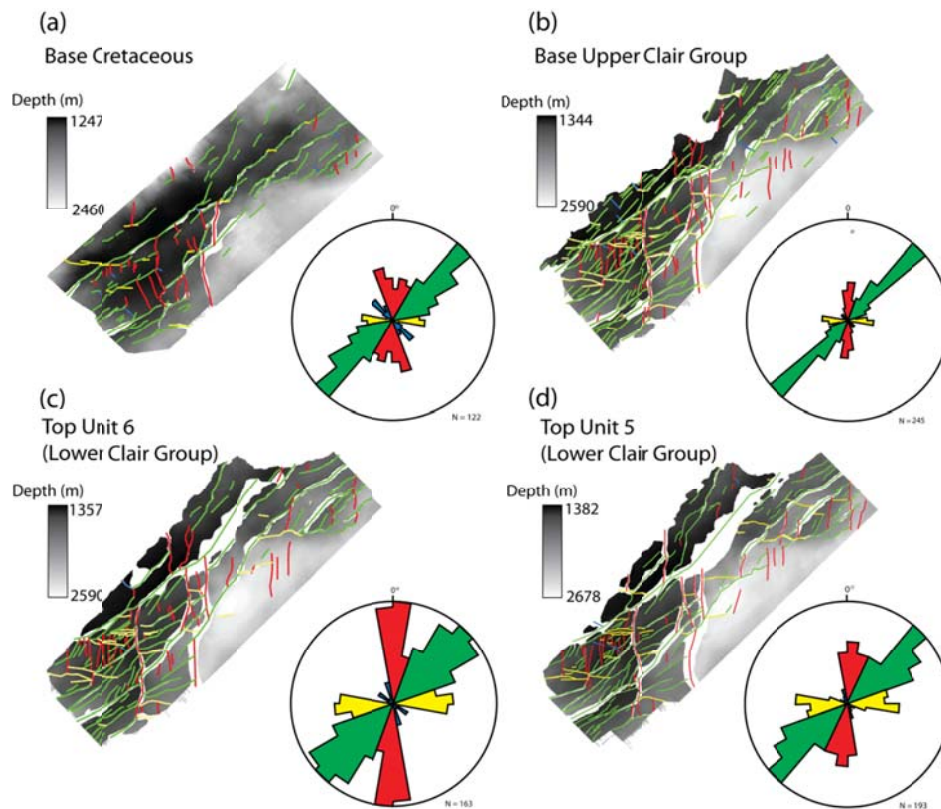 (a)
Base Cretaceous
Depth (m)
1247
2460
0°
N = 122
(b)
Base Upper Clair Group
Depth (m)
1344
2590
0
N = 245
(c)
Top Unit 6
(Lower Clair Group)
Depth (m)
1357
2590
0°
N = 163
(d)
Top Unit 5
(Lower Clair Group)
Depth (m)
1382
2678
0°
N = 193